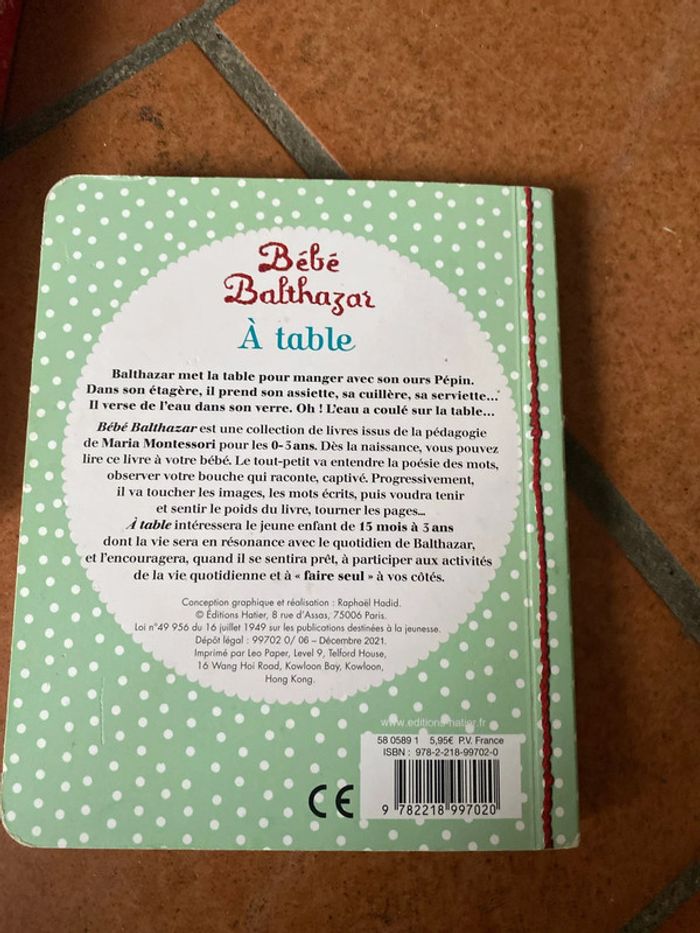 Bébé
Balthazar
À table
Balthazar met la table pour manger avec son ours Pépin.
Dans son étagère, il prend son assiette, sa cuillère, sa serviette...
Il verse de l'eau dans son verre. Oh ! L'eau a coulé sur la table...
Bébé Balthazar est une collection de livres issus de la pédagogie
de Maria Montessori pour les 0-3 ans. Dès la naissance, vous pouvez
lire ce livre à votre bébé. Le tout-petit va entendre la poésie des mots,
observer votre bouche qui raconte, captivé. Progressivement,
il va toucher les images, les mots écrits, puis voudra tenir
et sentir le poids du livre, tourner les pages...
À table intéressera le jeune enfant de 15 mois à 3 ans
dont la vie sera en résonance avec le quotidien de Balthazar,
et l'encouragera, quand il se sentira prêt, à participer aux activités
de la vie quotidienne et à « faire seul » à vos côtés.
Conception graphique et réalisation : Raphaël Hadid.
© Éditions Hatier, 8 rue d'Assas, 75006 Paris.
Loi n°49 956 du 16 juillet 1949 sur les publications destinées à la jeunesse.
Dépôt légal : 99702 0/ 06 – Décembre 2021.
Imprimé par Leo Paper, Level 9, Telford House,
16 Wang Hoi Road, Kowloon Bay, Kowloon,
Hong Kong.
www.editions-hatier.fr
58 0589 1 5,95€ P.V. France
ISBN : 978-2-218-99702-0
CE
9 782218 997020